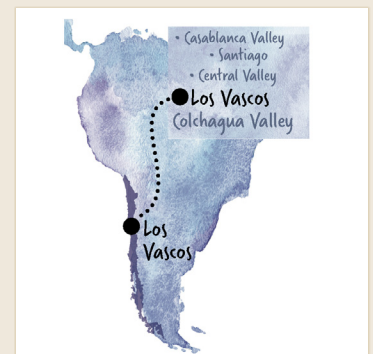 • Casablanca Valley
• Santiago
• Central Valley
Los Vascos
Colchagua Valley
Los
Vascos